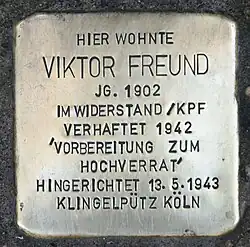 HIER WOHNTE
VIKTOR FREUND
JG. 1902
IM WIDERSTAND/KPF
VERHAFTET 1942
'VORBEREITUNG ZUM
HOCHVERRAT'
HINGERICHTET 13.5.1943
KLINGELPÜTZ KÖLN